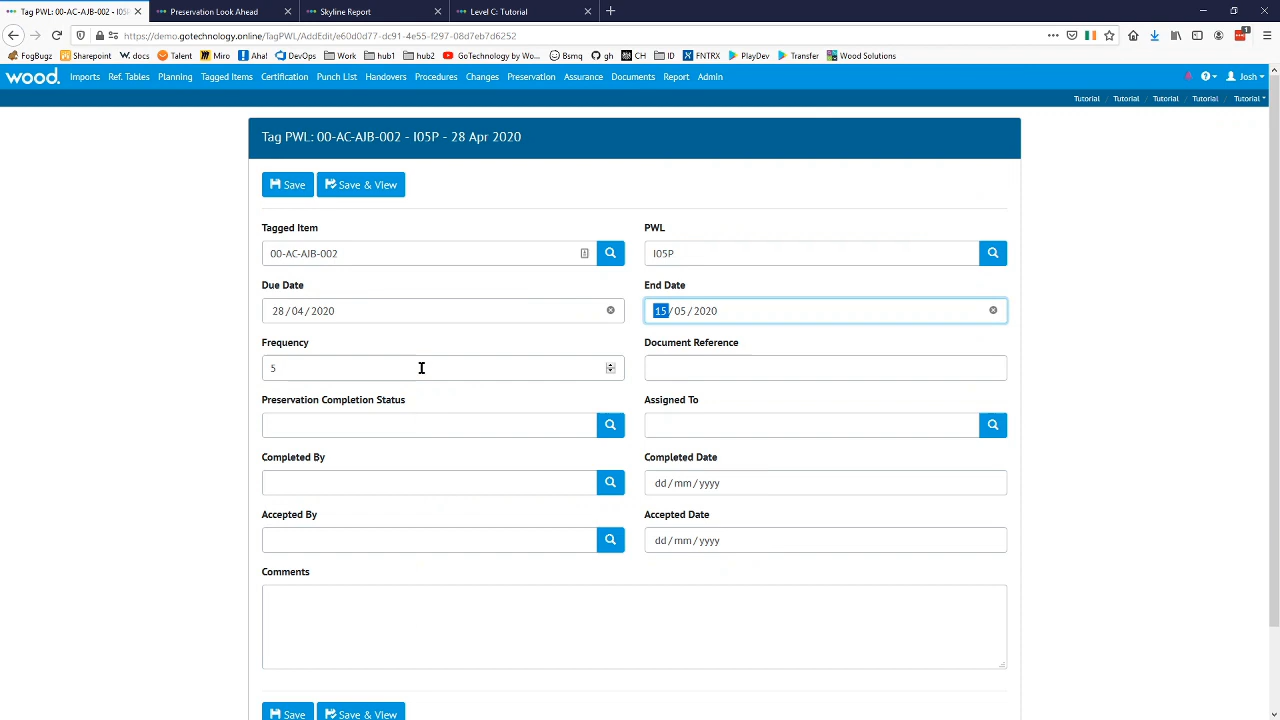 Tag PWL: 00-AC-AJB-002 - I05P
Preservation Look Ahead
Skyline Report
Level C: Tutorial
https://demo.gotechnology.online/TagPWL/AddEdit/e60d0d77-dc91-4e55-f297-08d7eb7d6252
FogBugz Sharepoint docs Talent Miro Aha! DevOps Work hub1 hub2 GoTechnology by Wo... Bsmq gh CH ID FNTRX PlayDev Transfer Wood Solutions
wood. Imports Ref. Tables Planning Tagged Items Certification Punch List Handovers Procedures Changes Preservation Assurance Documents Report Admin Josh
Tutorial / Tutorial / Tutorial / Tutorial / Tutorial
Tag PWL: 00-AC-AJB-002 - I05P - 28 Apr 2020
Save Save & View
Tagged Item PWL
00-AC-AJB-002 I05P
Due Date End Date
28/04/2020 15/05/2020
Frequency Document Reference
5
Preservation Completion Status Assigned To
Completed By Completed Date
dd/mm/yyyy
Accepted By Accepted Date
dd/mm/yyyy
Comments
Save Save & View